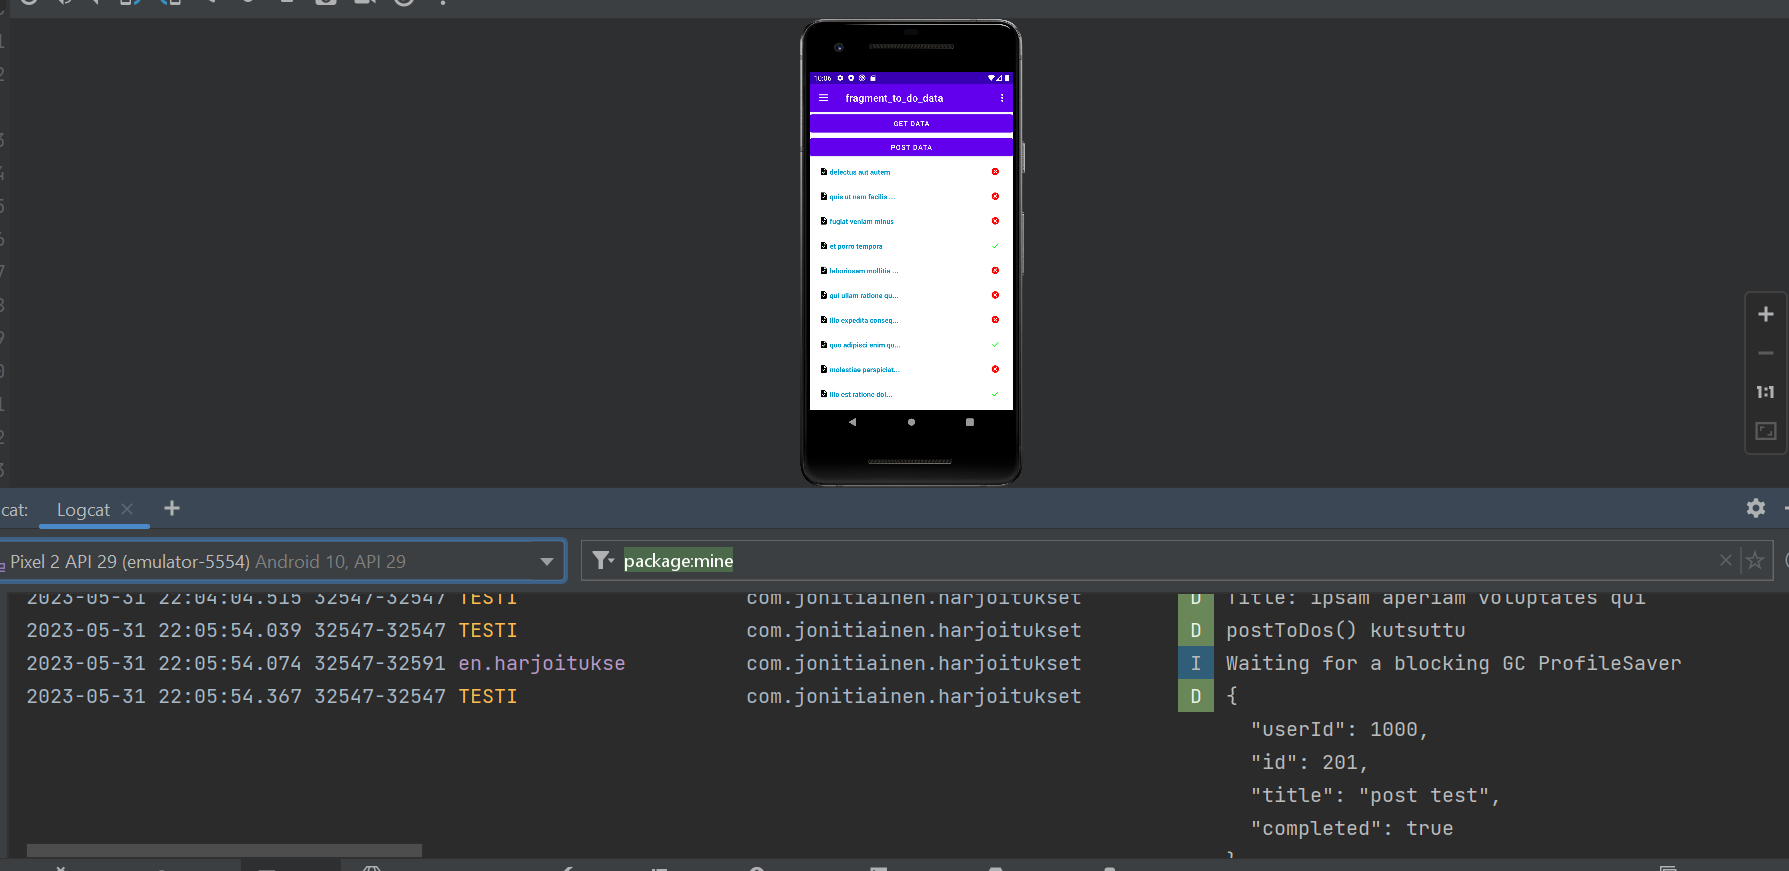 10:06
fragment_to_do_data
GET DATA
POST DATA
delectus aut autem
quis ut nam facilis ...
fugiat veniam minus
et porro tempora
laboriosam mollitia ...
qui ullam ratione qu...
illo expedita conseq...
quo adipisci enim qu...
molestiae perspiciat...
illo est ratione dol...
1:1
cat:
Logcat
Pixel 2 API 29 (emulator-5554) Android 10, API 29
package:mine
2023-05-31 22:04:04.515 32547-32547 TESTI com.jonitiainen.harjoitukset D Title: ipsam aperiam voluptates qui
2023-05-31 22:05:54.039 32547-32547 TESTI com.jonitiainen.harjoitukset D postToDos() kutsuttu
2023-05-31 22:05:54.074 32547-32591 en.harjoitukse com.jonitiainen.harjoitukset I Waiting for a blocking GC ProfileSaver
2023-05-31 22:05:54.367 32547-32547 TESTI com.jonitiainen.harjoitukset D {
"userId": 1000,
"id": 201,
"title": "post test",
"completed": true
}